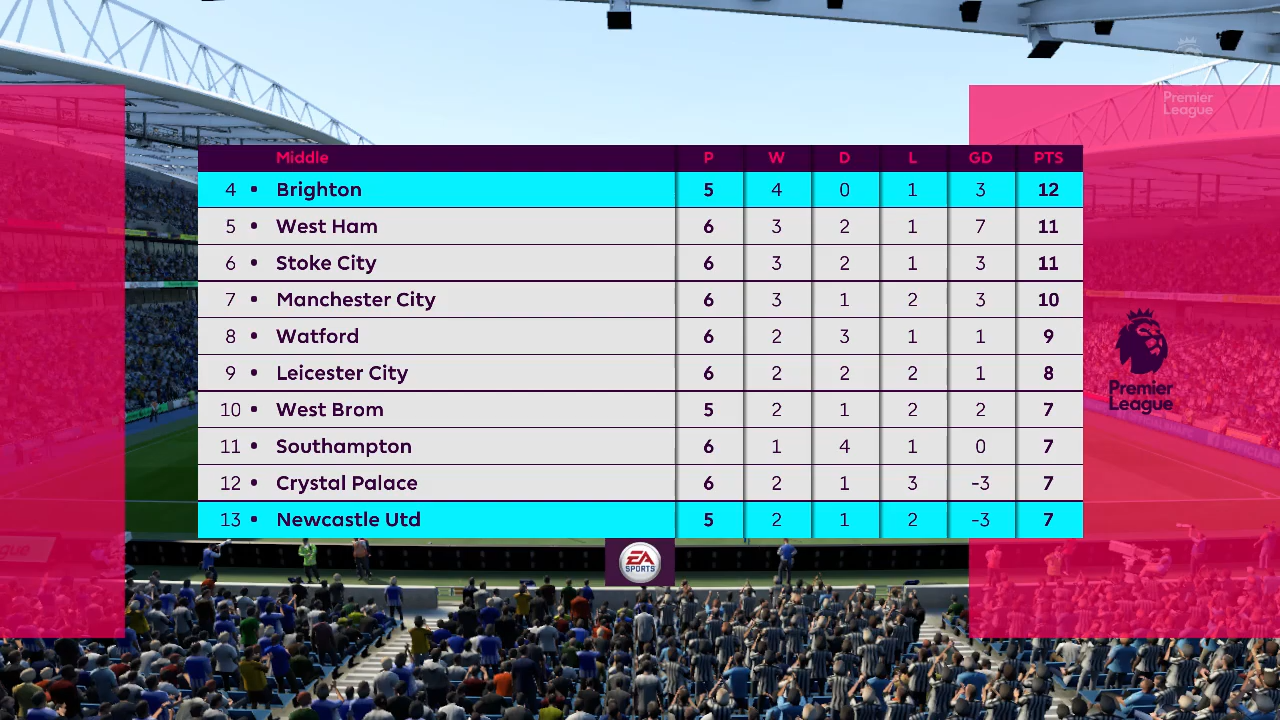 Premier
League
Middle P W D L GD PTS
4 • Brighton 5 4 0 1 3 12
5 • West Ham 6 3 2 1 7 11
6 • Stoke City 6 3 2 1 3 11
7 • Manchester City 6 3 1 2 3 10
8 • Watford 6 2 3 1 1 9
9 • Leicester City 6 2 2 2 1 8
10 • West Brom 5 2 1 2 2 7
11 • Southampton 6 1 4 1 0 7
12 • Crystal Palace 6 2 1 3 -3 7
13 • Newcastle Utd 5 2 1 2 -3 7
Premier
League
EA
SPORTS